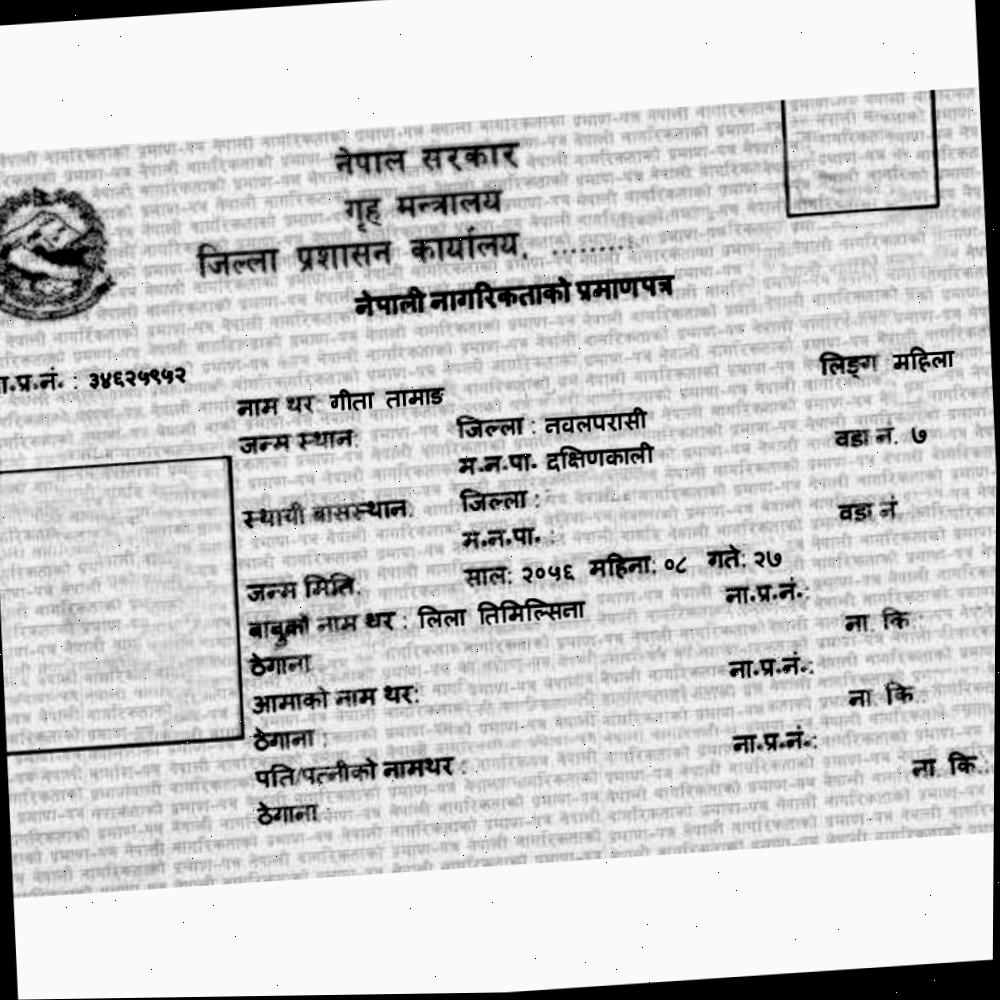 नेपाल सरकार
गृह मन्त्रालय
जिल्ला प्रशासन कार्यालय, ........
नेपाली नागरिकताको प्रमाणपत्र
ा.प्र.नं. : ३४६२५९५२
लिङ्ग महिला
नाम थर: गीता तामाङ
जन्म स्थान: जिल्ला : नवलपरासी
म.न.पा. दक्षिणकाली वडा नं. ७
स्थायी बासस्थान: जिल्ला :
म.न.पा. : वडा नं.
जन्म मिति: साल: २०५६ महिना: ०८ गते: २७
बाबुको नाम थर : लिला तिमिल्सिना ना.प्र.नं.:
ठेगाना ना. कि :
आमाको नाम थर: ना.प्र.नं.:
ठेगाना : ना कि :
पति/पत्नीको नामथर : ना.प्र.नं.:
ठेगाना : ना. कि.: